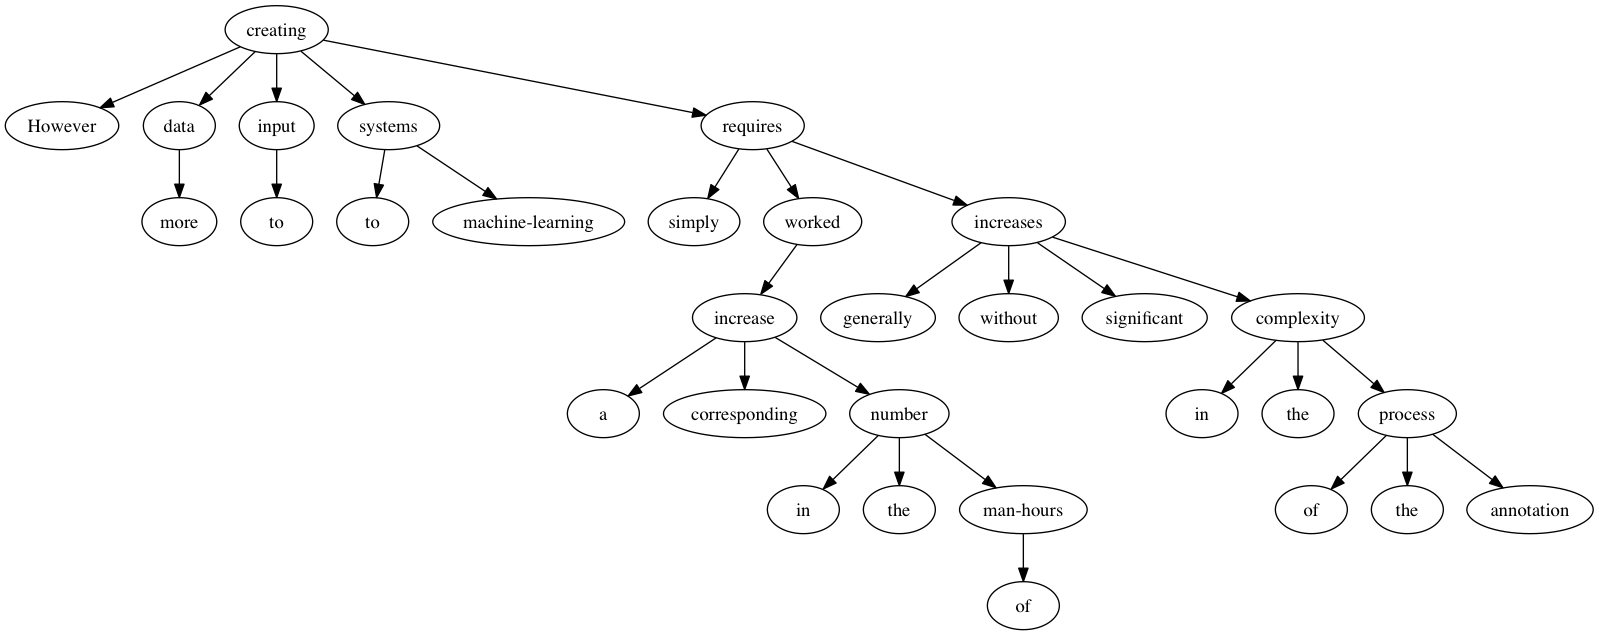 creating
However data input systems requires
more to to machine-learning simply worked increases
increase generally without significant complexity
a corresponding number in the process
in the man-hours of the annotation
of